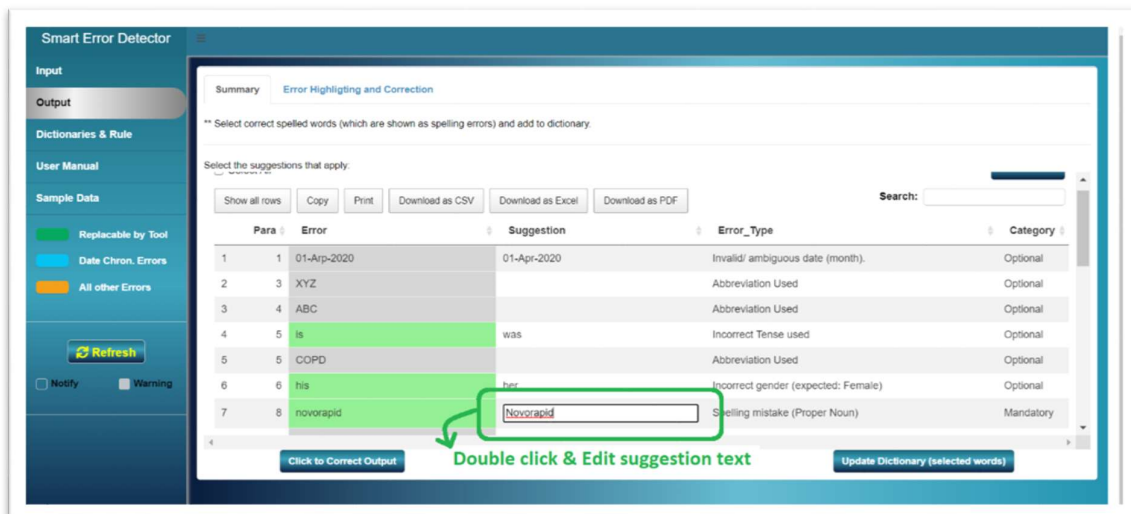 Smart Error Detector
Input
Output
Dictionaries & Rule
User Manual
Sample Data
Replacable by Tool
Date Chron. Errors
All other Errors
Refresh
Notify Warning
Summary Error Highligting and Correction
** Select correct spelled words (which are shown as spelling errors) and add to dictionary.
Select the suggestions that apply:
Show all rows Copy Print Download as CSV Download as Excel Download as PDF Search:
Para Error Suggestion Error_Type Category
1 1 01-Arp-2020 01-Apr-2020 Invalid/ ambiguous date (month). Optional
2 3 XYZ Abbreviation Used Optional
3 4 ABC Abbreviation Used Optional
4 5 is was Incorrect Tense used Optional
5 5 COPD Abbreviation Used Optional
6 6 his her Incorrect gender (expected: Female) Optional
7 8 novorapid Novorapid Spelling mistake (Proper Noun) Mandatory
Click to Correct Output Double click & Edit suggestion text Update Dictionary (selected words)